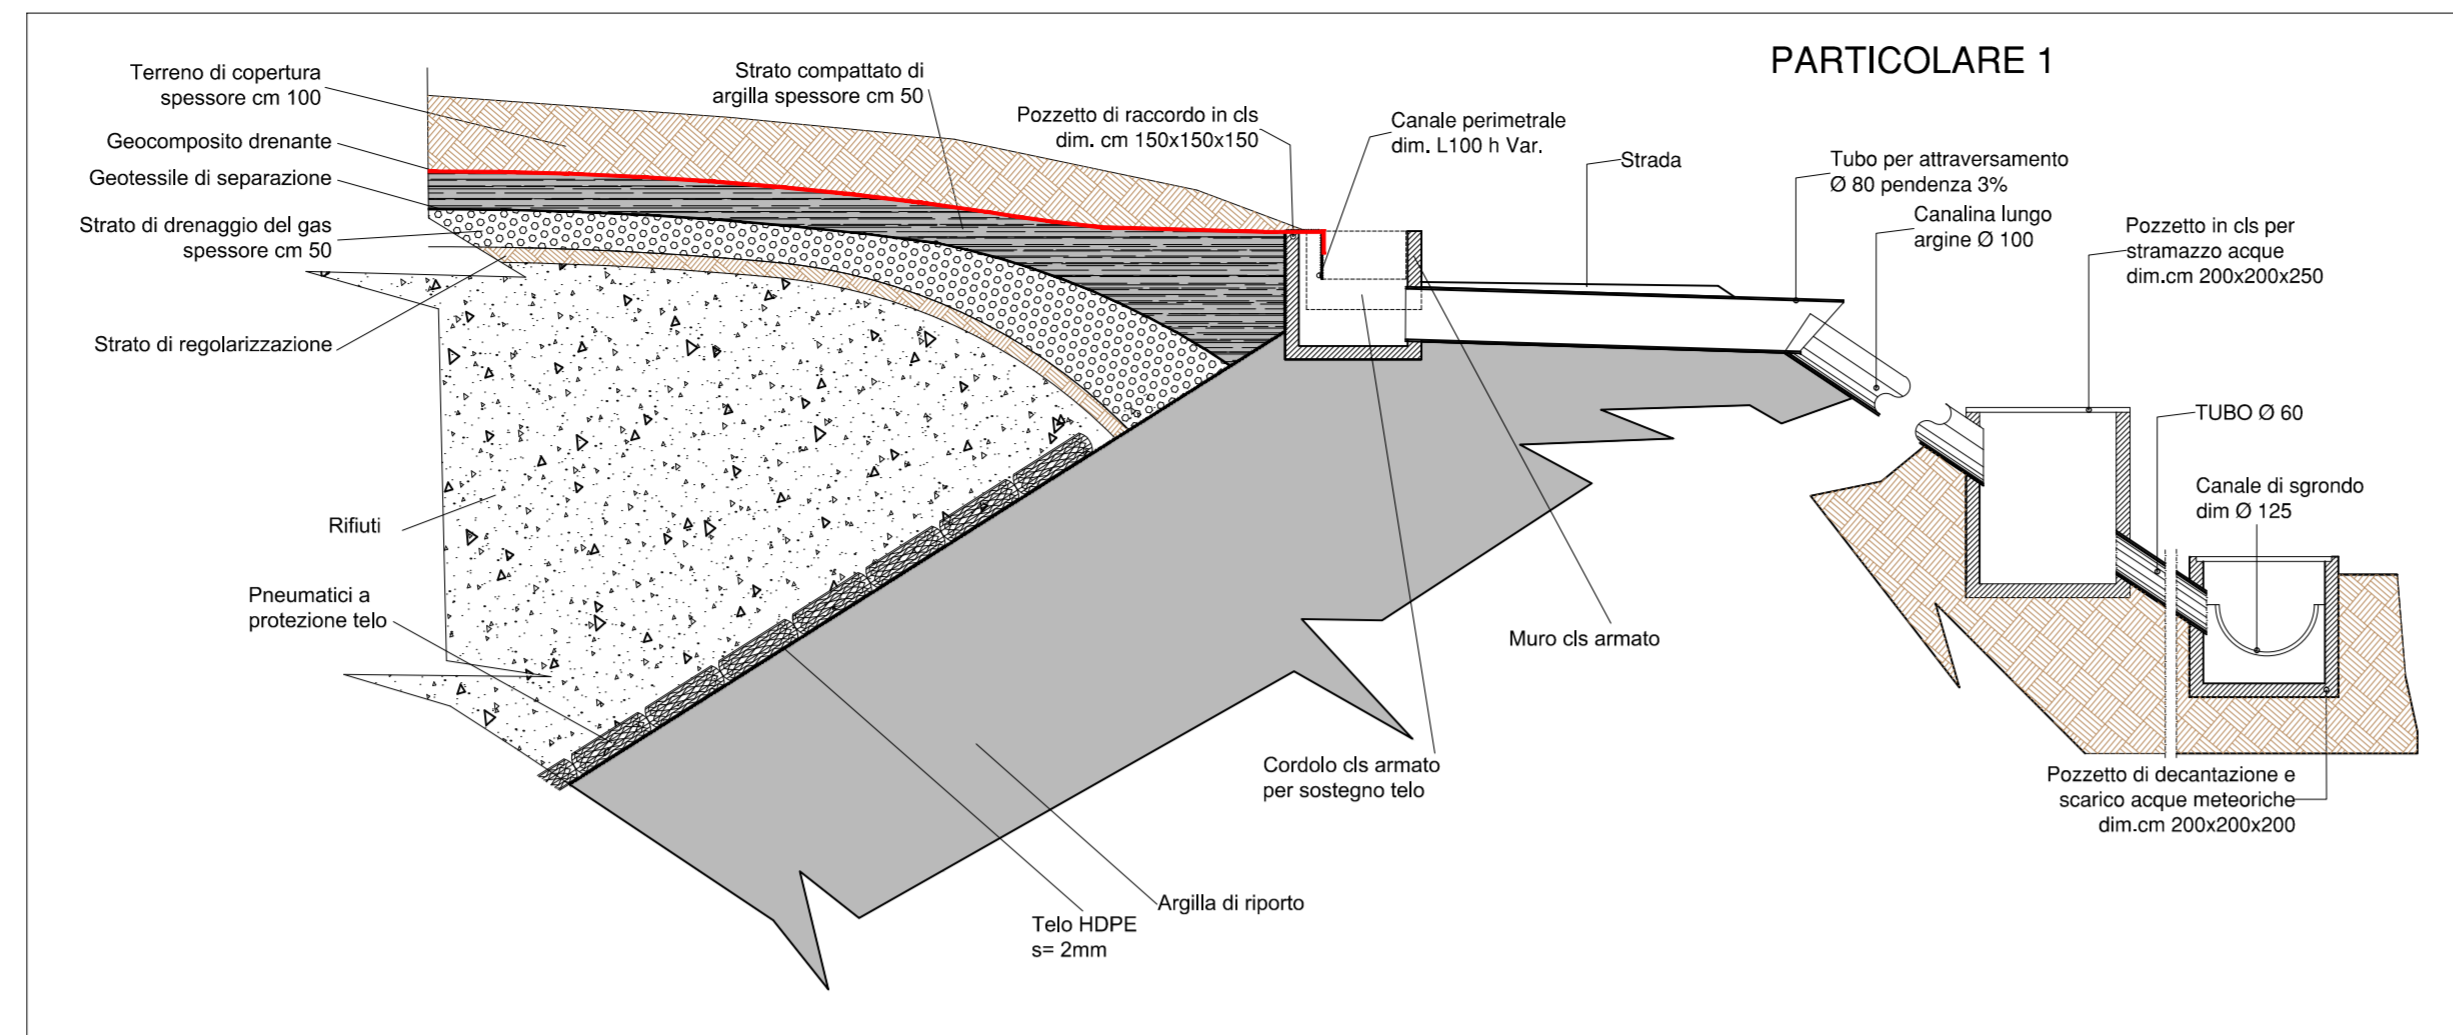 PARTICOLARE 1
Terreno di copertura
spessore cm 100
Geocomposito drenante
Geotessile di separazione
Strato di drenaggio del gas
spessore cm 50
Strato di regolarizzazione
Rifiuti
Pneumatici a
protezione telo
Strato compattato di
argilla spessore cm 50
Pozzetto di raccordo in cls
dim. cm 150x150x150
Canale perimetrale
dim. L100 h Var.
Strada
Tubo per attraversamento
Ø 80 pendenza 3%
Canalina lungo
argine Ø 100
Pozzetto in cls per
stramazzo acque
dim.cm 200x200x250
TUBO Ø 60
Canale di sgrondo
dim Ø 125
Muro cls armato
Cordolo cls armato
per sostegno telo
Pozzetto di decantazione e
scarico acque meteoriche
dim.cm 200x200x200
Argilla di riporto
Telo HDPE
s= 2mm